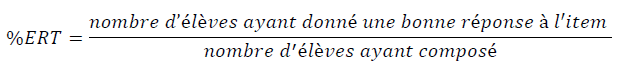 %ERT = nombre d'élèves ayant donné une bonne réponse à l'item
nombre d'élèves ayant composé